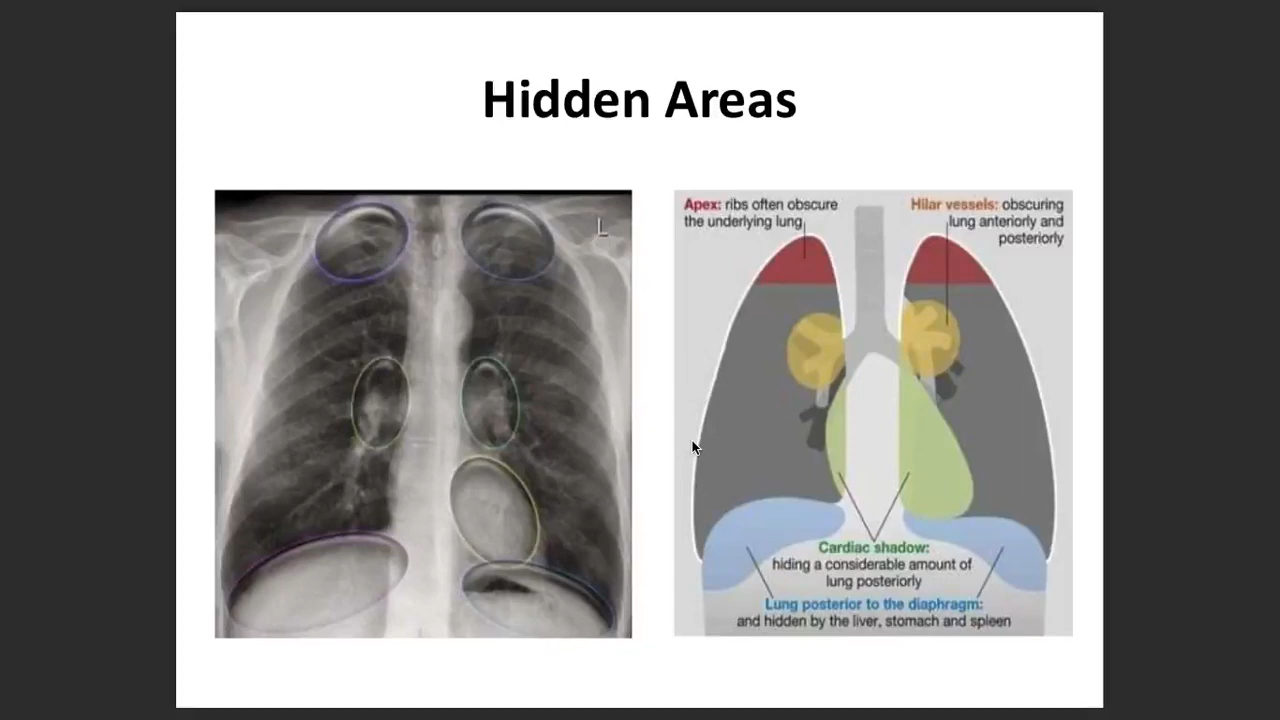 Hidden Areas
L
Apex: ribs often obscure
the underlying lung
Hilar vessels: obscuring
lung anteriorly and
posteriorly
Cardiac shadow:
hiding a considerable amount of
lung posteriorly
Lung posterior to the diaphragm:
and hidden by the liver, stomach and spleen